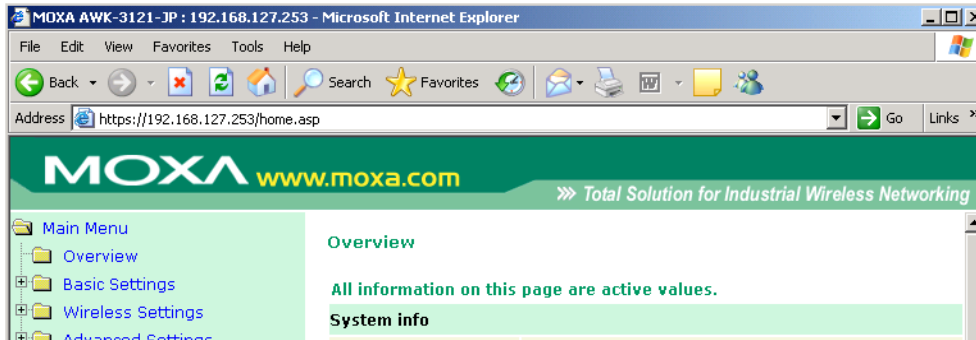 MOXA AWK-3121-JP : 192.168.127.253 - Microsoft Internet Explorer
File Edit View Favorites Tools Help
Back Search Favorites
Address https://192.168.127.253/home.asp Go Links
MOXA www.moxa.com
Total Solution for Industrial Wireless Networking
Main Menu
Overview
Basic Settings
Wireless Settings
Advanced Settings
Overview
All information on this page are active values.
System info